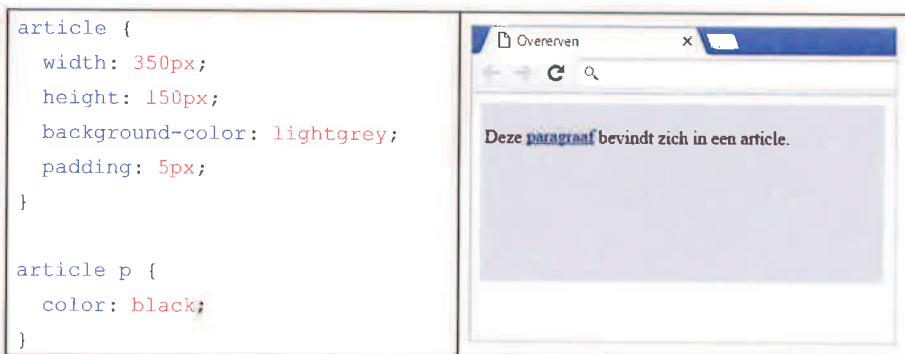 article {
width: 350px;
height: 150px;
background-color: lightgrey;
padding: 5px;
}
article p {
color: black;
}
Overerven
Deze paragraaf bevindt zich in een article.